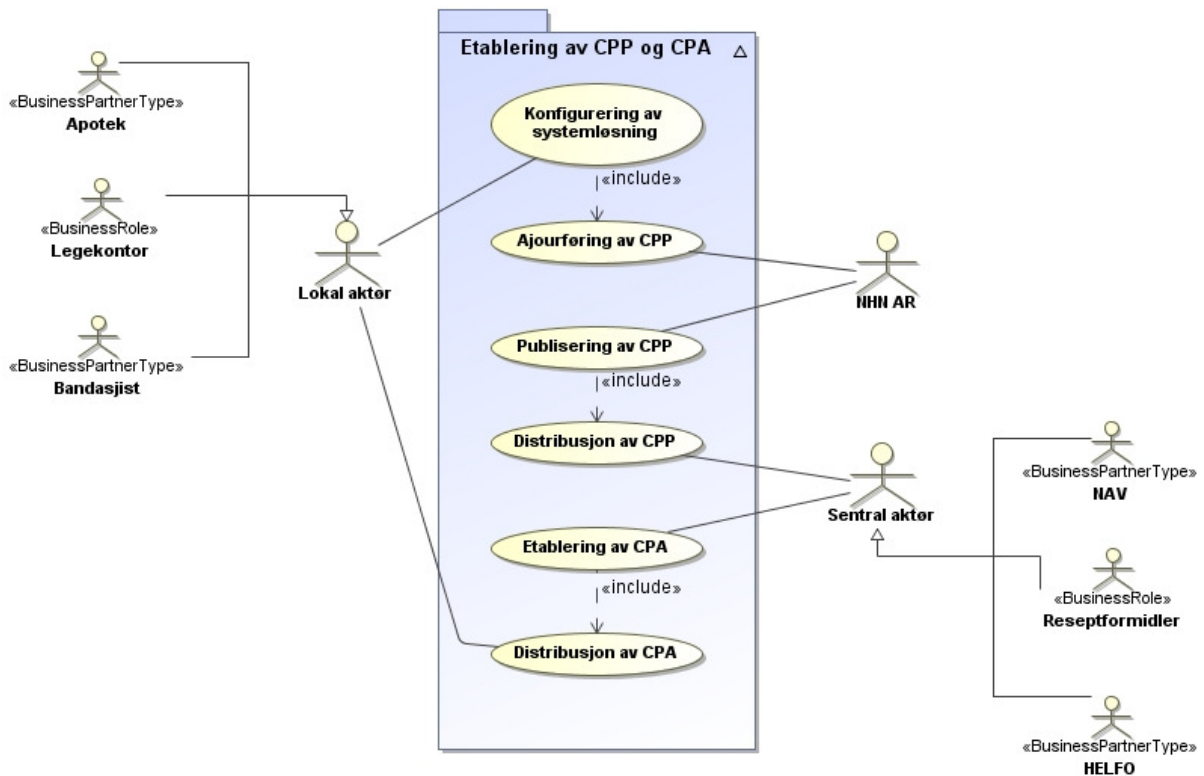 Etablering av CPP og CPA
«BusinessPartnerType»
Apotek
«BusinessRole»
Legekontor
«BusinessPartnerType»
Bandasjist
Lokal aktør
Konfigurering av
systemløsning
«include»
Ajourføring av CPP
Publisering av CPP
«include»
Distribusjon av CPP
Etablering av CPA
«include»
Distribusjon av CPA
NHN AR
Sentral aktør
«BusinessPartnerType»
NAV
«BusinessRole»
Reseptformidler
«BusinessPartnerType»
HELFO